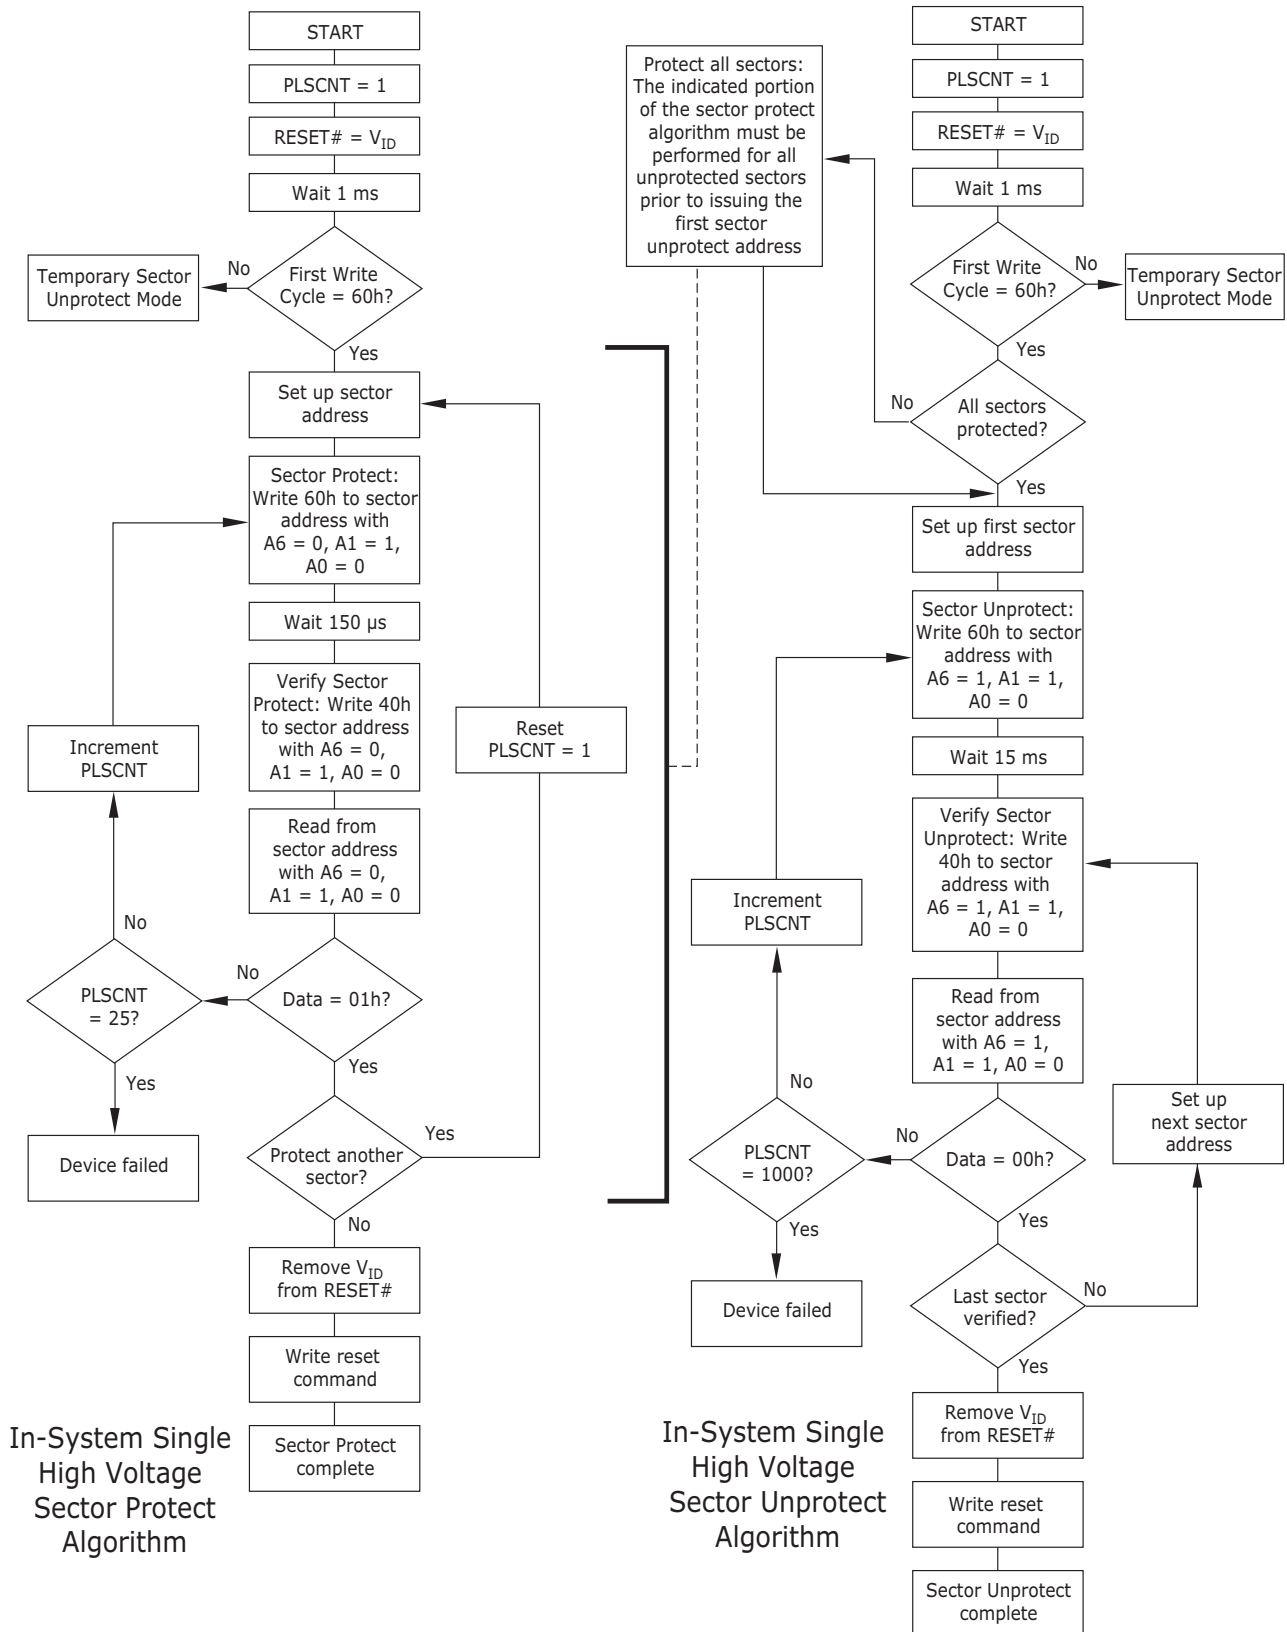 START
PLSCNT = 1
RESET# = VID
Wait 1 ms
First Write
Cycle = 60h?
No
Temporary Sector
Unprotect Mode
Yes
Set up sector
address
Sector Protect:
Write 60h to sector
address with
A6 = 0, A1 = 1,
A0 = 0
Wait 150 µs
Verify Sector
Protect: Write 40h
to sector address
with A6 = 0,
A1 = 1, A0 = 0
Reset
PLSCNT = 1
Increment
PLSCNT
Read from
sector address
with A6 = 0,
A1 = 1, A0 = 0
No
No
PLSCNT
= 25?
Data = 01h?
Yes
Yes
Device failed
Protect another
sector?
Yes
No
Remove VID
from RESET#
Write reset
command
Sector Protect
complete
In-System Single
High Voltage
Sector Protect
Algorithm
START
Protect all sectors:
The indicated portion
of the sector protect
algorithm must be
performed for all
unprotected sectors
prior to issuing the
first sector
unprotect address
PLSCNT = 1
RESET# = VID
Wait 1 ms
First Write
Cycle = 60h?
No
Temporary Sector
Unprotect Mode
Yes
No
All sectors
protected?
Yes
Set up first sector
address
Sector Unprotect:
Write 60h to sector
address with
A6 = 1, A1 = 1,
A0 = 0
Wait 15 ms
Verify Sector
Unprotect: Write
40h to sector
address with
A6 = 1, A1 = 1,
A0 = 0
Increment
PLSCNT
Read from
sector address
with A6 = 1,
A1 = 1, A0 = 0
No
Set up
next sector
address
No
PLSCNT
= 1000?
Data = 00h?
Yes
Yes
Device failed
Last sector
verified?
No
Yes
Remove VID
from RESET#
Write reset
command
Sector Unprotect
complete
In-System Single
High Voltage
Sector Unprotect
Algorithm